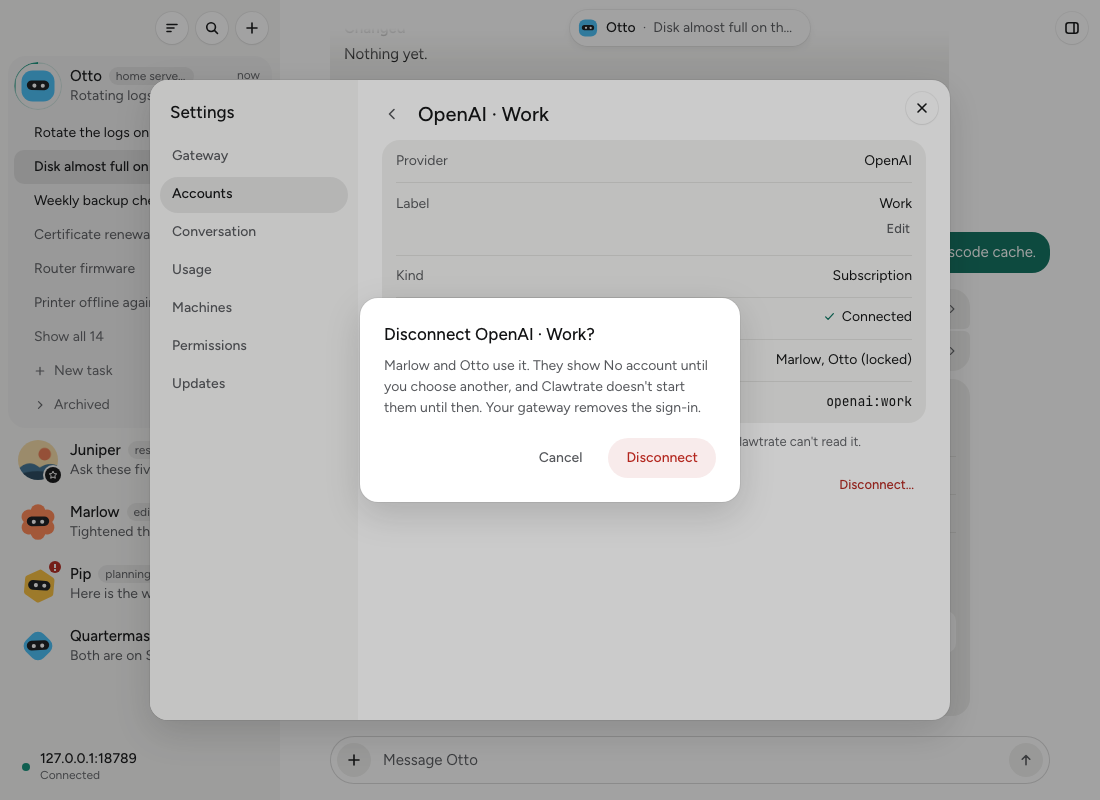 Otto
home serve...
now
Rotating logs
Rotate the logs on
Disk almost full on
Weekly backup che
Certificate renewa
Router firmware
Printer offline again
Show all 14
New task
Archived
Juniper
res
Ask these fiv
Marlow
edi
Tightened th
Pip
planning
Here is the w
Quartermas
Both are on S
127.0.0.1:18789
Connected
Changed
Nothing yet.
Otto · Disk almost full on th...
scode cache.
Message Otto
Settings
Gateway
Accounts
Conversation
Usage
Machines
Permissions
Updates
OpenAI · Work
Provider
OpenAI
Label
Work
Edit
Kind
Subscription
Connected
Marlow, Otto (locked)
openai:work
lawtrate can't read it.
Disconnect...
Disconnect OpenAI · Work?
Marlow and Otto use it. They show No account until
you choose another, and Clawtrate doesn't start
them until then. Your gateway removes the sign-in.
Cancel
Disconnect